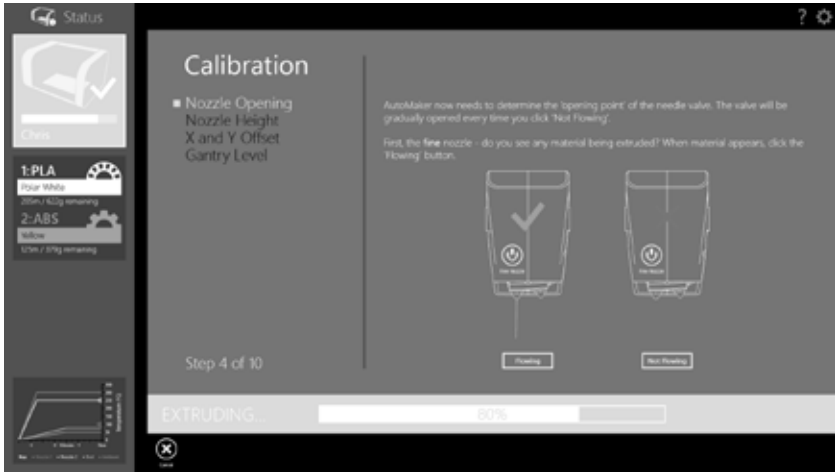 Status
?
Chris
1:PLA
Polar White
205m / 622g remaining
2:ABS
Yellow
125m / 379g remaining
Calibration
Nozzle Opening
Nozzle Height
X and Y Offset
Gantry Level
Step 4 of 10
AutoMaker now needs to determine the 'opening point' of the needle valve. The valve will be
gradually opened every time you click 'Not Flowing'.
First, the fine nozzle - do you see any material being extruded? When material appears, click the
'Flowing' button.
Fine Nozzle
Fine Nozzle
Flowing
Not Flowing
EXTRUDING...
80%
Cancel